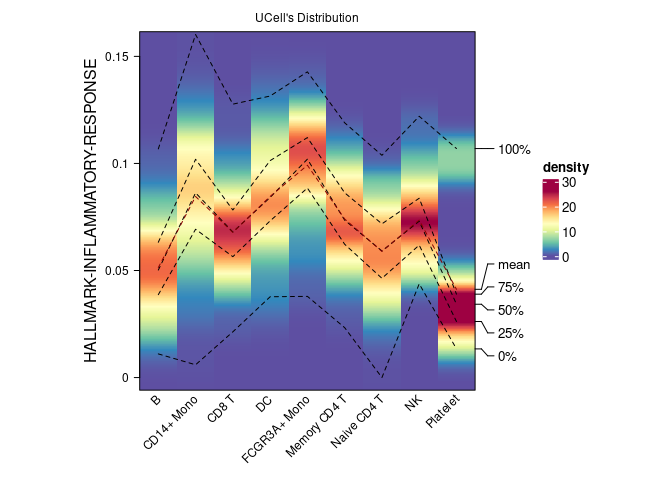 UCell's Distribution
HALLMARK-INFLAMMATORY-RESPONSE
0.15
0.1
0.05
0
B
CD14+ Mono
CD8 T
DC
FCGR3A+ Mono
Memory CD4 T
Naive CD4 T
NK
Platelet
100%
mean
75%
50%
25%
0%
density
30
20
10
0